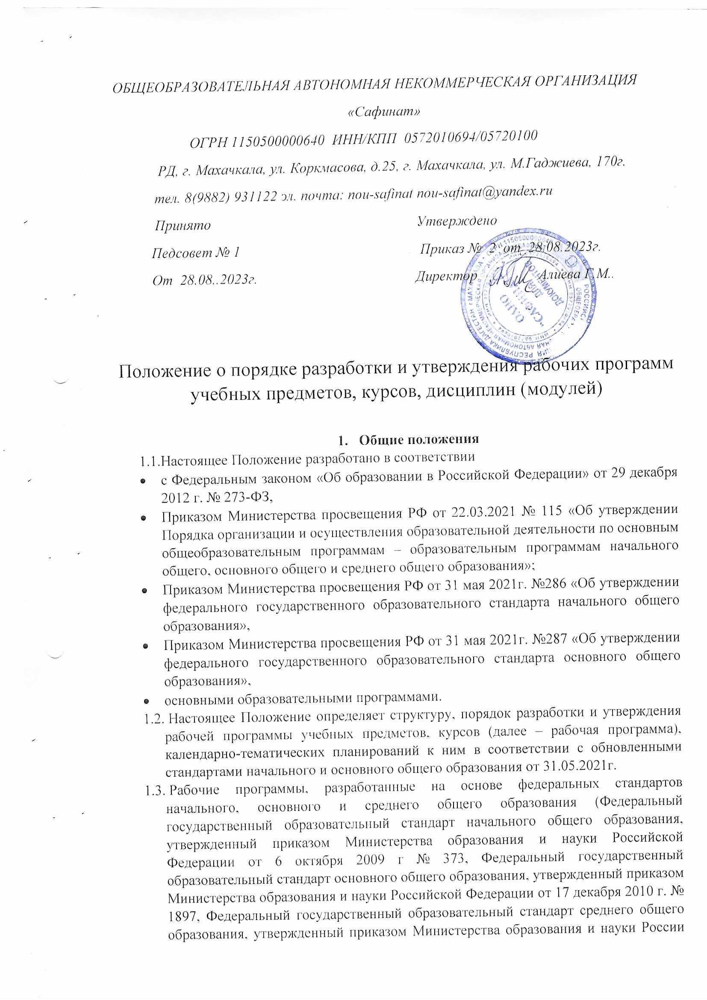 ОБЩЕОБРАЗОВАТЕЛЬНАЯ АВТОНОМНАЯ НЕКОММЕРЧЕСКАЯ ОРГАНИЗАЦИЯ
«Сафинат»
ОГРН 1150500000640 ИНН/КПП 0572010694/05720100
РД, г. Махачкала, ул. Коркмасова, д.25, г. Махачкала, ул. М.Гаджиева, 170г.
тел. 8(9882) 931122 эл. почта: nou-safinat nou-safinat@yandex.ru
Принято Утверждено
Педсовет № 1 Приказ № 2 от 28.08.2023г.
От 28.08..2023г. Директор Алиева Г.М..
ОАНО
«САФИНАТ»
ДЛЯ
ДОКУМЕНТОВ
Положение о порядке разработки и утверждения рабочих программ
учебных предметов, курсов, дисциплин (модулей)
1. Общие положения
1.1.Настоящее Положение разработано в соответствии
• с Федеральным законом «Об образовании в Российской Федерации» от 29 декабря
2012 г. № 273-ФЗ,
• Приказом Министерства просвещения РФ от 22.03.2021 № 115 «Об утверждении
Порядка организации и осуществления образовательной деятельности по основным
общеобразовательным программам – образовательным программам начального
общего, основного общего и среднего общего образования»;
• Приказом Министерства просвещения РФ от 31 мая 2021г. №286 «Об утверждении
федерального государственного образовательного стандарта начального общего
образования»,
• Приказом Министерства просвещения РФ от 31 мая 2021г. №287 «Об утверждении
федерального государственного образовательного стандарта основного общего
образования»,
• основными образовательными программами.
1.2. Настоящее Положение определяет структуру, порядок разработки и утверждения
рабочей программы учебных предметов, курсов (далее – рабочая программа),
календарно-тематических планирований к ним в соответствии с обновленными
стандартами начального и основного общего образования от 31.05.2021г.
1.3. Рабочие программы, разработанные на основе федеральных стандартов
начального, основного и среднего общего образования (Федеральный
государственный образовательный стандарт начального общего образования,
утвержденный приказом Министерства образования и науки Российской
Федерации от 6 октября 2009 г № 373, Федеральный государственный
образовательный стандарт основного общего образования, утвержденный приказом
Министерства образования и науки Российской Федерации от 17 декабря 2010 г. №
1897, Федеральный государственный образовательный стандарт среднего общего
образования, утвержденный приказом Министерства образования и науки России